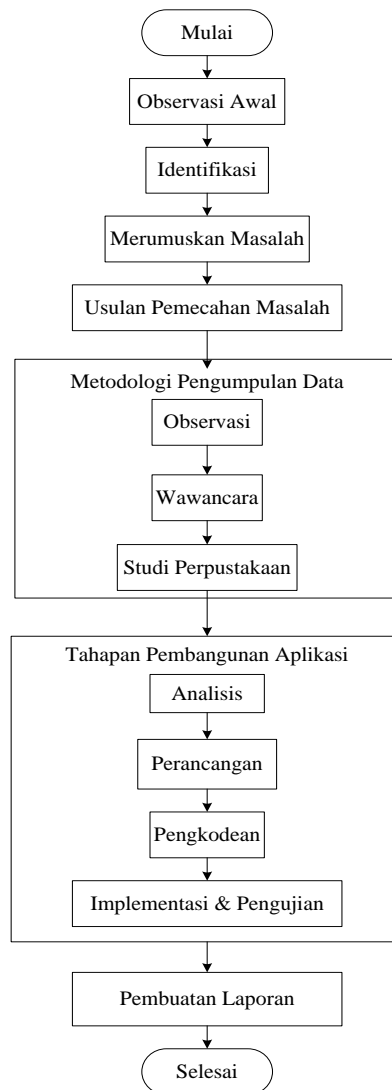 Mulai
Observasi Awal
Identifikasi
Merumuskan Masalah
Usulan Pemecahan Masalah
Metodologi Pengumpulan Data
Observasi
Wawancara
Studi Perpustakaan
Tahapan Pembangunan Aplikasi
Analisis
Perancangan
Pengkodean
Implementasi & Pengujian
Pembuatan Laporan
Selesai